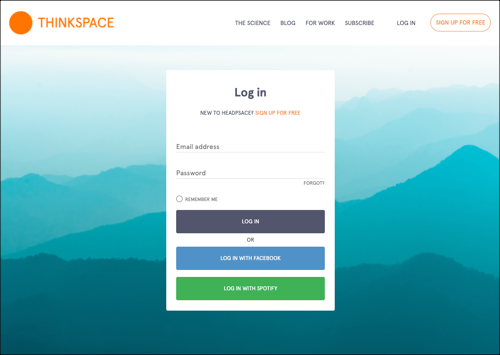 THINKSPACE
THE SCIENCE BLOG FOR WORK SUBSCRIBE LOG IN SIGN UP FOR FREE
Log in
NEW TO HEADPSACE? SIGN UP FOR FREE
Email address
Password
FORGOT?
REMEMBER ME
LOG IN
OR
LOG IN WITH FACEBOOK
LOG IN WITH SPOTIFY